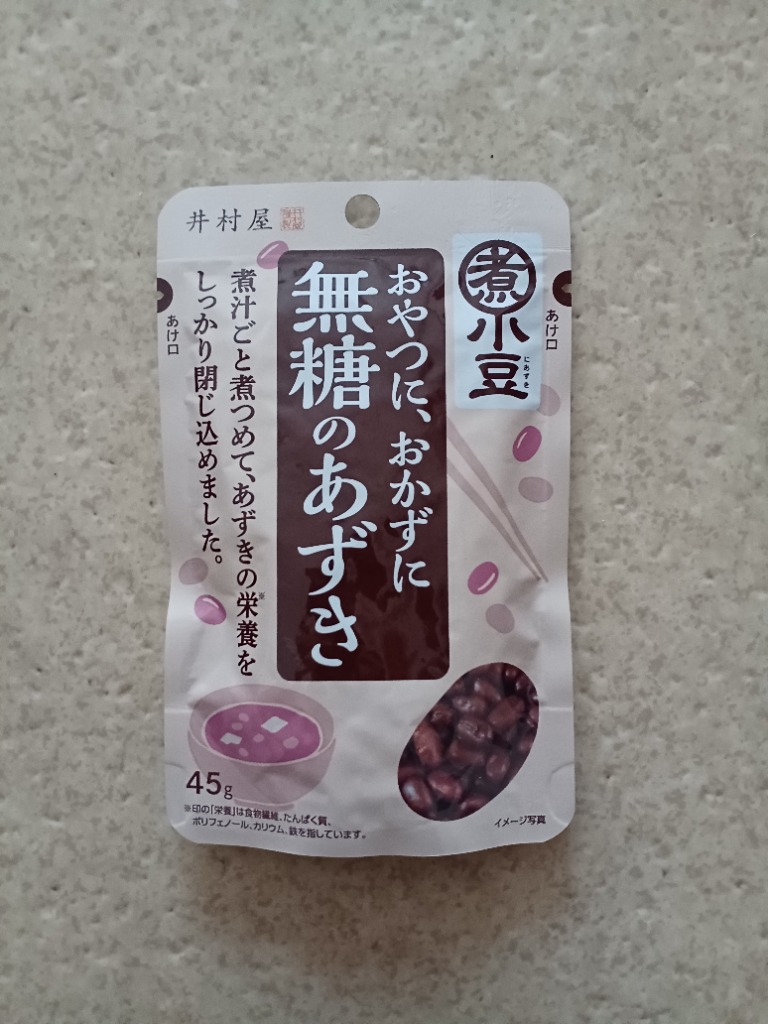 井村屋
煮小豆
にあずき
あけ口
おやつに、おかずに
無糖のあずき
煮汁ごと煮つめて、あずきの栄養※を
しっかり閉じ込めました。
あけ口
45g
※印の「栄養」は食物繊維、たんぱく質、
ポリフェノール、カリウム、鉄を指しています。
イメージ写真